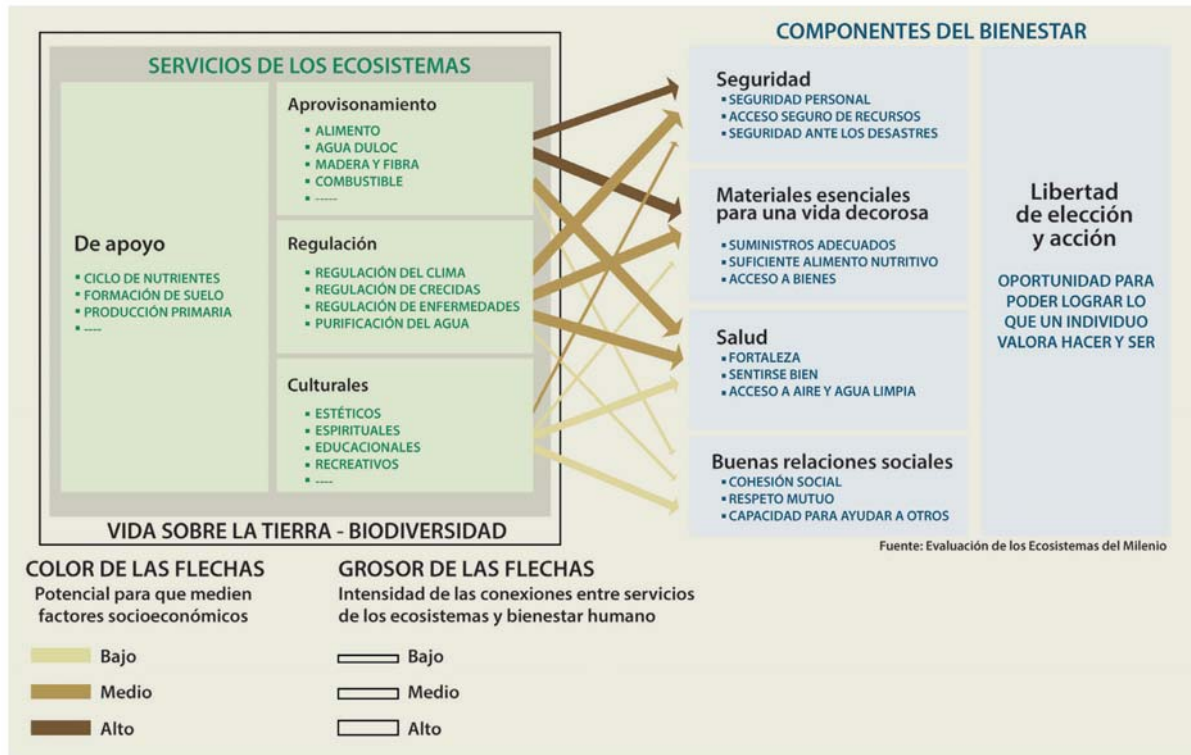 SERVICIOS DE LOS ECOSISTEMAS
De apoyo
▪ CICLO DE NUTRIENTES
▪ FORMACIÓN DE SUELO
▪ PRODUCCIÓN PRIMARIA
▪ ----
Aprovisonamiento
▪ ALIMENTO
▪ AGUA DULOC
▪ MADERA Y FIBRA
▪ COMBUSTIBLE
▪ -----
Regulación
▪ REGULACIÓN DEL CLIMA
▪ REGULACIÓN DE CRECIDAS
▪ REGULACIÓN DE ENFERMEDADES
▪ PURIFICACIÓN DEL AGUA
Culturales
▪ ESTÉTICOS
▪ ESPIRITUALES
▪ EDUCACIONALES
▪ RECREATIVOS
▪ ----
VIDA SOBRE LA TIERRA - BIODIVERSIDAD
COMPONENTES DEL BIENESTAR
Seguridad
▪ SEGURIDAD PERSONAL
▪ ACCESO SEGURO DE RECURSOS
▪ SEGURIDAD ANTE LOS DESASTRES
Materiales esenciales
para una vida decorosa
▪ SUMINISTROS ADECUADOS
▪ SUFICIENTE ALIMENTO NUTRITIVO
▪ ACCESO A BIENES
Salud
▪ FORTALEZA
▪ SENTIRSE BIEN
▪ ACCESO A AIRE Y AGUA LIMPIA
Buenas relaciones sociales
▪ COHESIÓN SOCIAL
▪ RESPETO MUTUO
▪ CAPACIDAD PARA AYUDAR A OTROS
Libertad
de elección
y acción
OPORTUNIDAD PARA
PODER LOGRAR LO
QUE UN INDIVIDUO
VALORA HACER Y SER
Fuente: Evaluación de los Ecosistemas del Milenio
COLOR DE LAS FLECHAS
Potencial para que medien
factores socioeconómicos
Bajo
Medio
Alto
GROSOR DE LAS FLECHAS
Intensidad de las conexiones entre servicios
de los ecosistemas y bienestar humano
Bajo
Medio
Alto